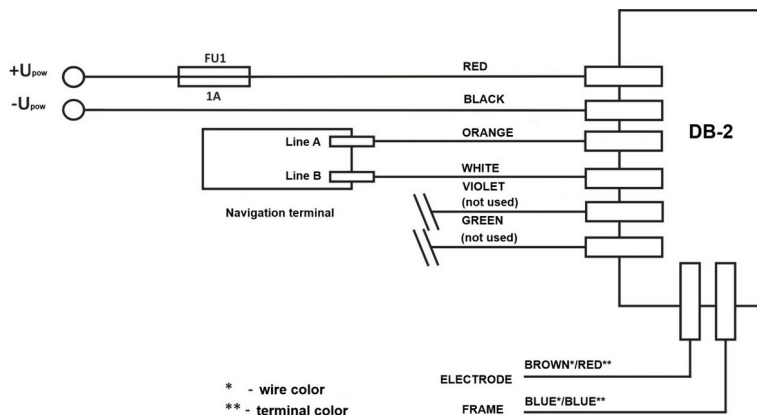 +Upow
FU1
1A
RED
-Upow
BLACK
DB-2
Line A
ORANGE
Line B
WHITE
VIOLET
(not used)
Navigation terminal
GREEN
(not used)
ELECTRODE
BROWN*/RED**
* - wire color
** - terminal color
FRAME
BLUE*/BLUE**